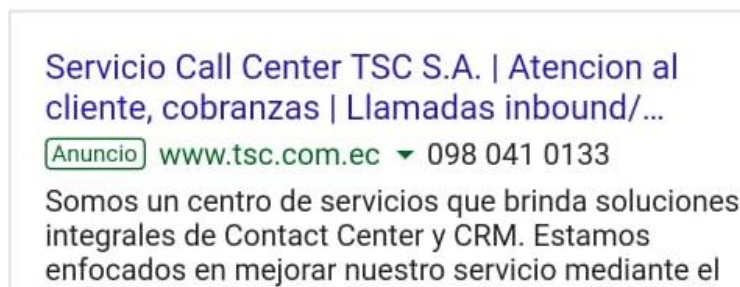 Servicio Call Center TSC S.A. | Atencion al
cliente, cobranzas | Llamadas inbound/...
Anuncio www.tsc.com.ec 098 041 0133
Somos un centro de servicios que brinda soluciones
integrales de Contact Center y CRM. Estamos
enfocados en mejorar nuestro servicio mediante el